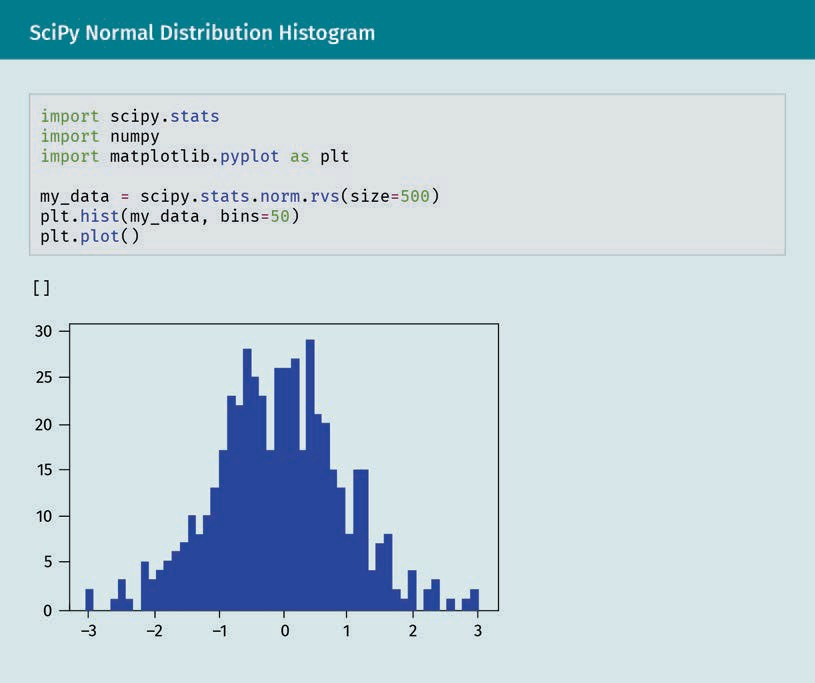 SciPy Normal Distribution Histogram
import scipy.stats
import numpy
import matplotlib.pyplot as plt
my_data = scipy.stats.norm.rvs(size=500)
plt.hist(my_data, bins=50)
plt.plot()
[]
30
25
20
15
10
5
0
–3 –2 –1 0 1 2 3